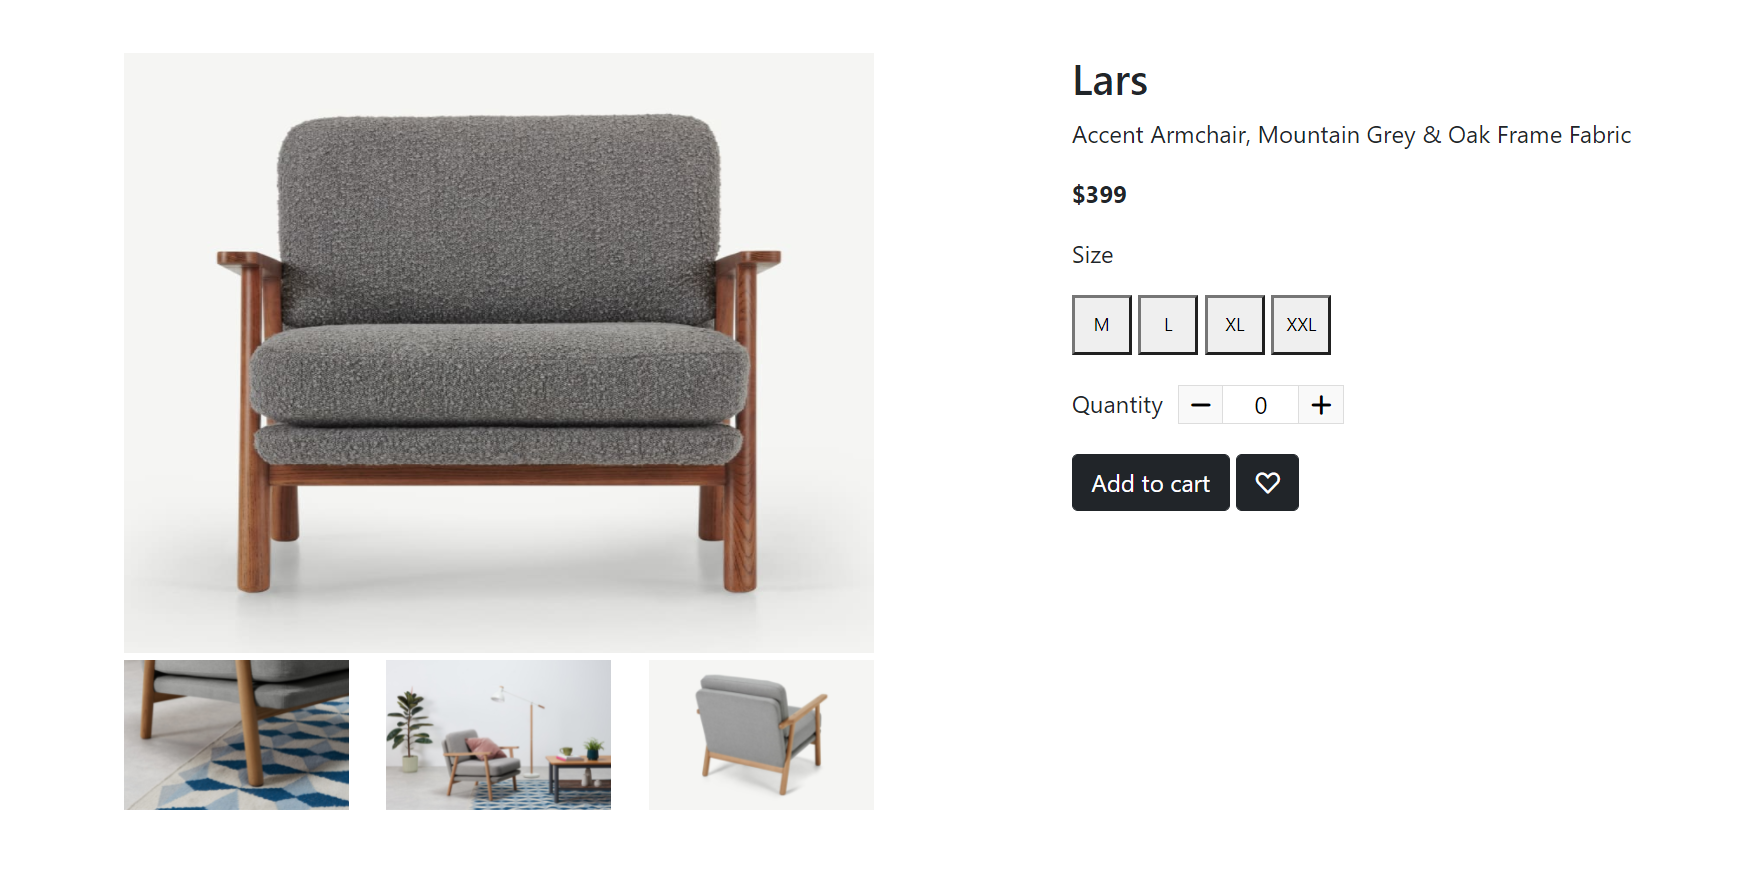 Lars
Accent Armchair, Mountain Grey & Oak Frame Fabric
$399
Size
M L XL XXL
Quantity 0
Add to cart